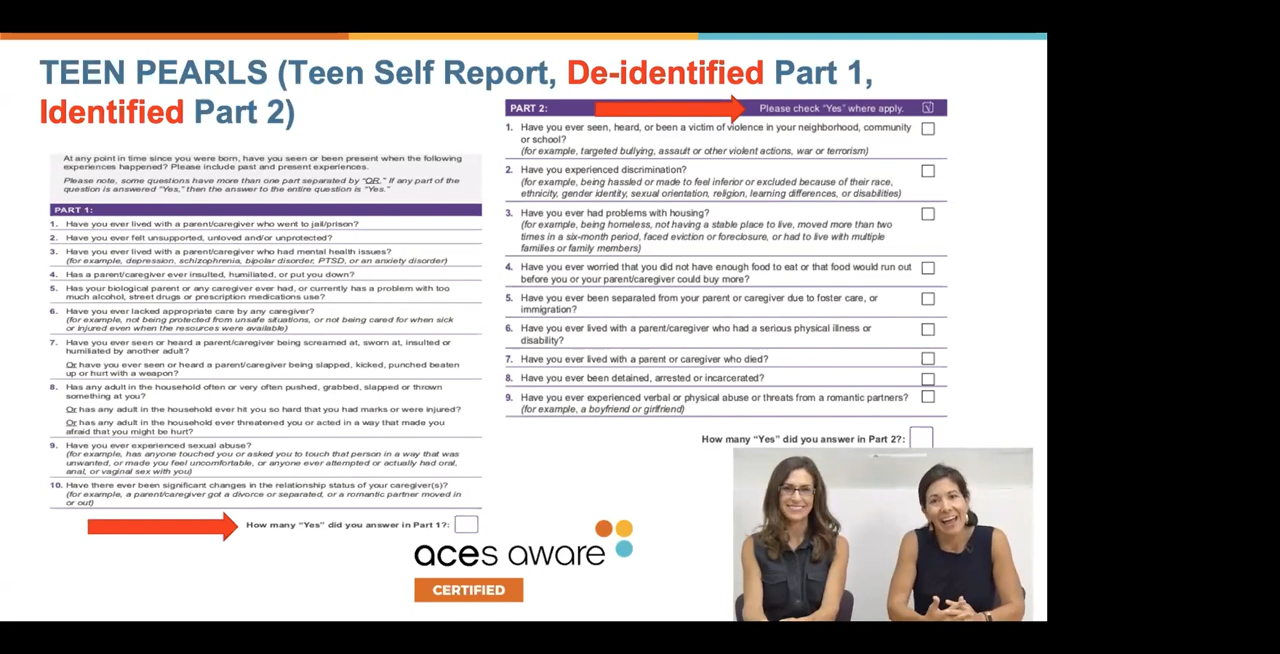 TEEN PEARLS (Teen Self Report, De-identified Part 1,
Identified Part 2)
At any point in time since you were born, have you seen or been present when the following
experiences happened? Please include past and present experiences.
Please note, some questions have more than one part separated by "OR." If any part of the
question is answered "Yes," then the answer to the entire question is "Yes."
PART 1:
1. Have you ever lived with a parent/caregiver who went to jail/prison?
2. Have you ever felt unsupported, unloved and/or unprotected?
3. Have you ever lived with a parent/caregiver who had mental health issues?
(for example, depression, schizophrenia, bipolar disorder, PTSD, or an anxiety disorder)
4. Has a parent/caregiver ever insulted, humiliated, or put you down?
5. Has your biological parent or any caregiver ever had, or currently has a problem with too
much alcohol, street drugs or prescription medications use?
6. Have you ever lacked appropriate care by any caregiver?
(for example, not being protected from unsafe situations, or not being cared for when sick
or injured even when the resources were available)
7. Have you ever seen or heard a parent/caregiver being screamed at, sworn at, insulted or
humiliated by another adult?
Or have you ever seen or heard a parent/caregiver being slapped, kicked, punched beaten
up or hurt with a weapon?
8. Has any adult in the household often or very often pushed, grabbed, slapped or thrown
something at you?
Or has any adult in the household ever hit you so hard that you had marks or were injured?
Or has any adult in the household ever threatened you or acted in a way that made you
afraid that you might be hurt?
9. Have you ever experienced sexual abuse?
(for example, has anyone touched you or asked you to touch that person in a way that was
unwanted, or made you feel uncomfortable, or anyone ever attempted or actually had oral,
anal, or vaginal sex with you)
10. Have there ever been significant changes in the relationship status of your caregiver(s)?
(for example, a parent/caregiver got a divorce or separated, or a romantic partner moved in
or out)
How many "Yes" did you answer in Part 1?:
PART 2: Please check "Yes" where apply.
1. Have you ever seen, heard, or been a victim of violence in your neighborhood, community
or school?
(for example, targeted bullying, assault or other violent actions, war or terrorism)
2. Have you experienced discrimination?
(for example, being hassled or made to feel inferior or excluded because of their race,
ethnicity, gender identity, sexual orientation, religion, learning differences, or disabilities)
3. Have you ever had problems with housing?
(for example, being homeless, not having a stable place to live, moved more than two
times in a six-month period, faced eviction or foreclosure, or had to live with multiple
families or family members)
4. Have you ever worried that you did not have enough food to eat or that food would run out
before you or your parent/caregiver could buy more?
5. Have you ever been separated from your parent or caregiver due to foster care, or
immigration?
6. Have you ever lived with a parent/caregiver who had a serious physical illness or
disability?
7. Have you ever lived with a parent or caregiver who died?
8. Have you ever been detained, arrested or incarcerated?
9. Have you ever experienced verbal or physical abuse or threats from a romantic partners?
(for example, a boyfriend or girlfriend)
How many "Yes" did you answer in Part 2?:
aces aware
CERTIFIED